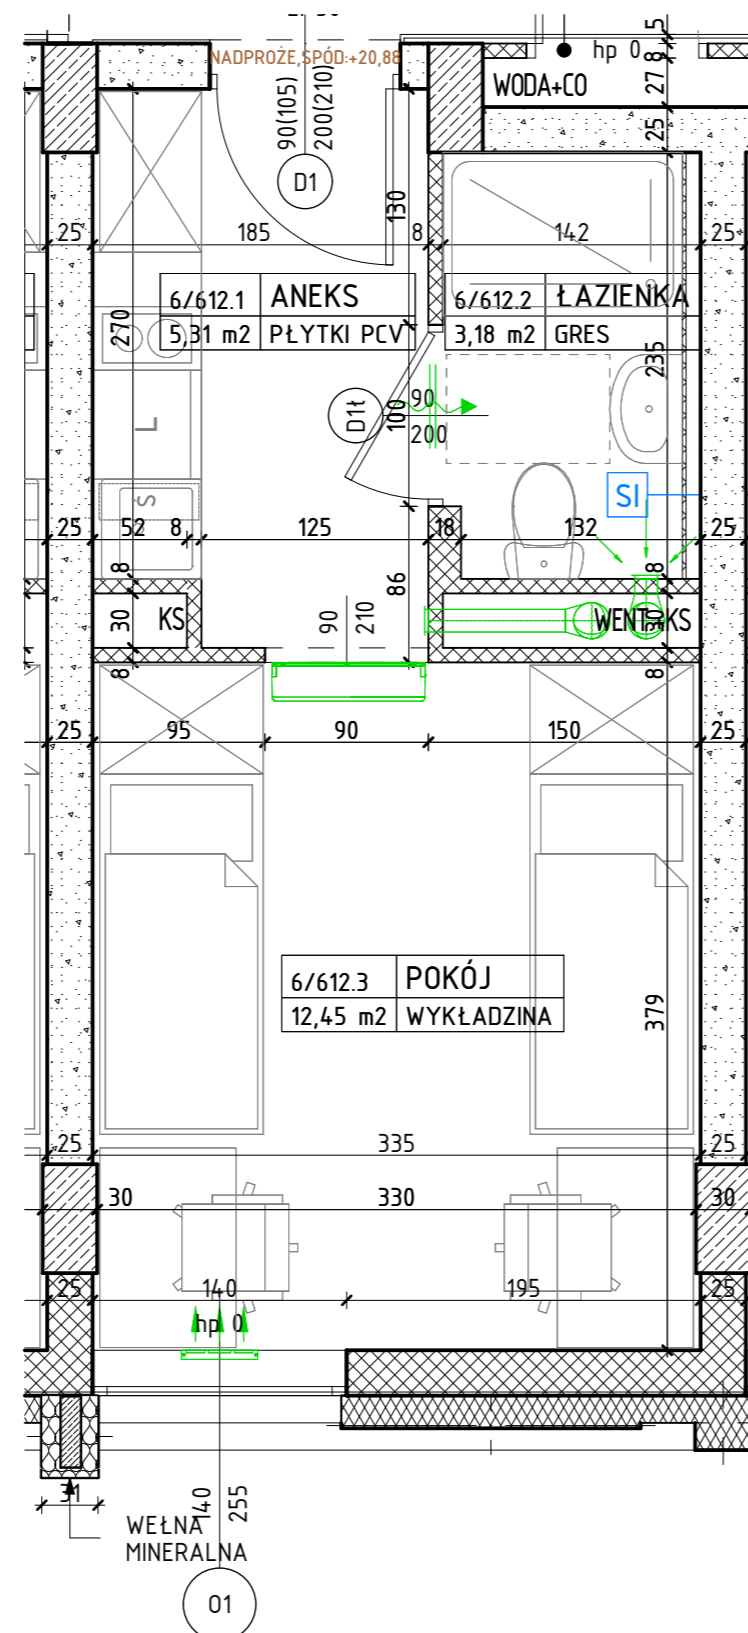 NADPROŻE,SPÓD:+20,88
hp 0
WODA+CO
5
8
27
25
90(105)
200(210)
D1
130
25
185
8
142
25
6/612.1 ANEKS
5,31 m2 PŁYTKI PCV
6/612.2 ŁAZIENKA
3,18 m2 GRES
270
235
D1ł
100
90
200
L
Ś
SI
25
52
8
125
18
132
25
8
30
8
KS
90
210
86
WENT+KS
8
30
8
25
95
90
150
25
6/612.3 POKÓJ
12,45 m2 WYKŁADZINA
379
25
335
25
30
330
30
25
140
195
25
hp 0
31
140
255
WEŁNA
MINERALNA
O1